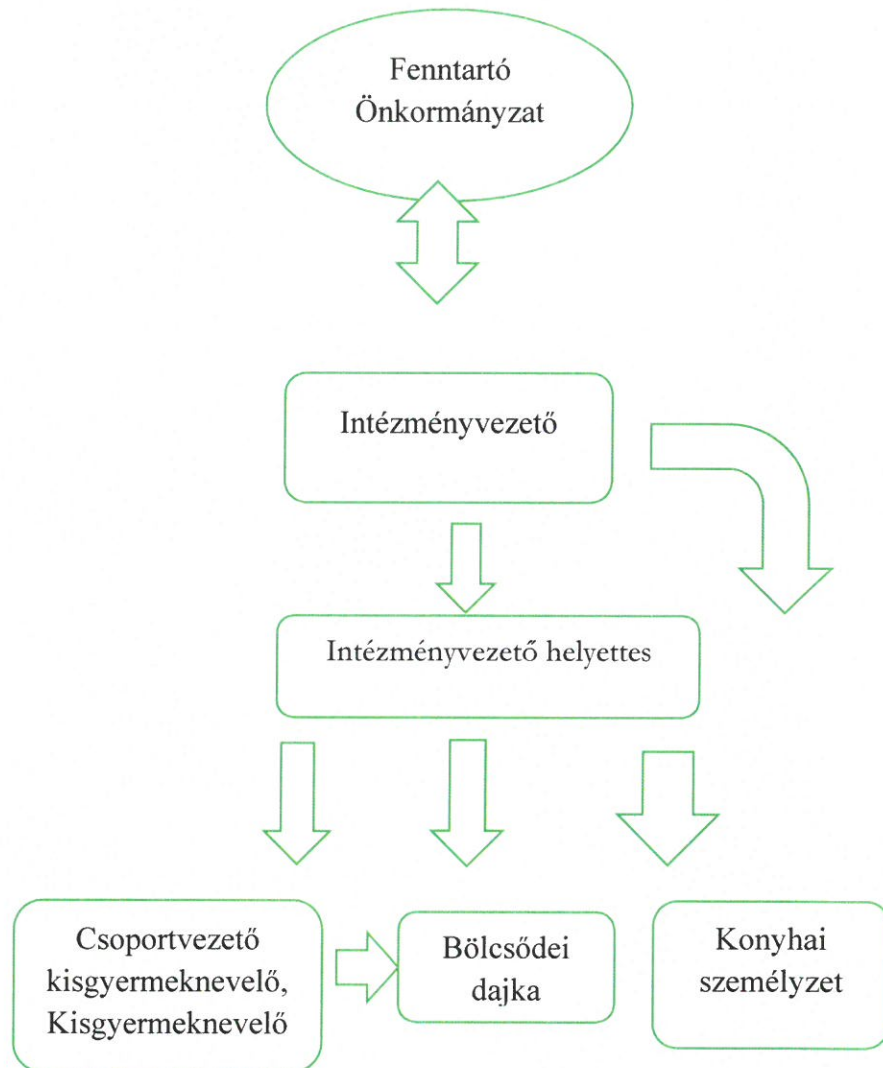 Fenntartó
Önkormányzat
Intézményvezető
Intézményvezető helyettes
Csoportvezető
kisgyermeknevelő,
Kisgyermeknevelő
Bölcsődei
dajka
Konyhai
személyzet